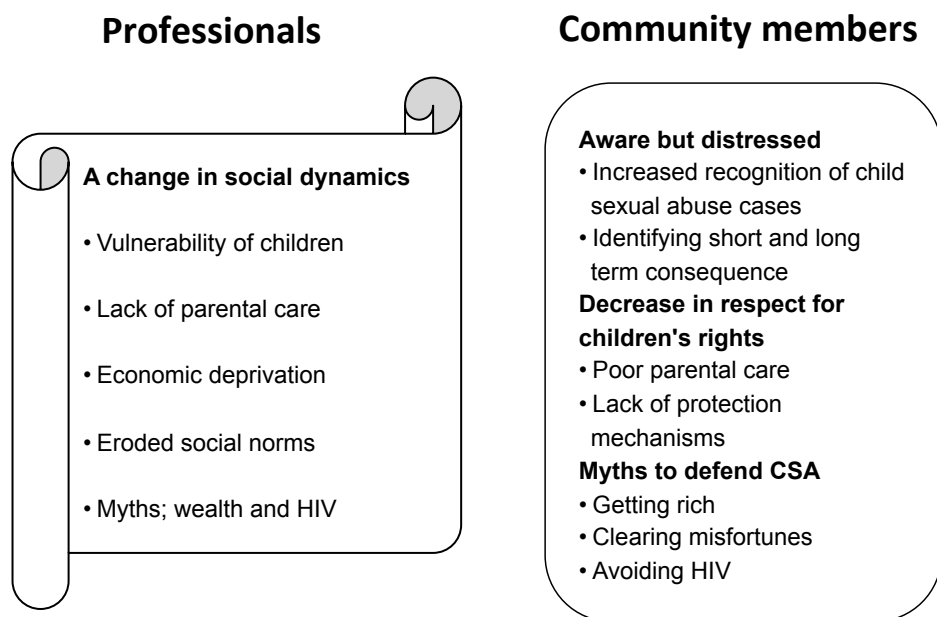 Professionals
A change in social dynamics
• Vulnerability of children
• Lack of parental care
• Economic deprivation
• Eroded social norms
• Myths; wealth and HIV
Community members
Aware but distressed
• Increased recognition of child
sexual abuse cases
• Identifying short and long
term consequence
Decrease in respect for
children's rights
• Poor parental care
• Lack of protection
mechanisms
Myths to defend CSA
• Getting rich
• Clearing misfortunes
• Avoiding HIV